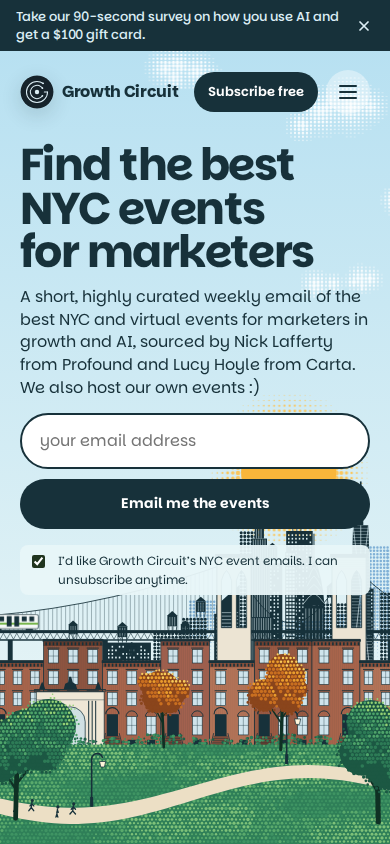 Take our 90-second survey on how you use AI and
get a $100 gift card.
Growth Circuit
Subscribe free
Find the best
NYC events
for marketers
A short, highly curated weekly email of the
best NYC and virtual events for marketers in
growth and AI, sourced by Nick Lafferty
from Profound and Lucy Hoyle from Carta.
We also host our own events :)
your email address
Email me the events
I'd like Growth Circuit's NYC event emails. I can
unsubscribe anytime.